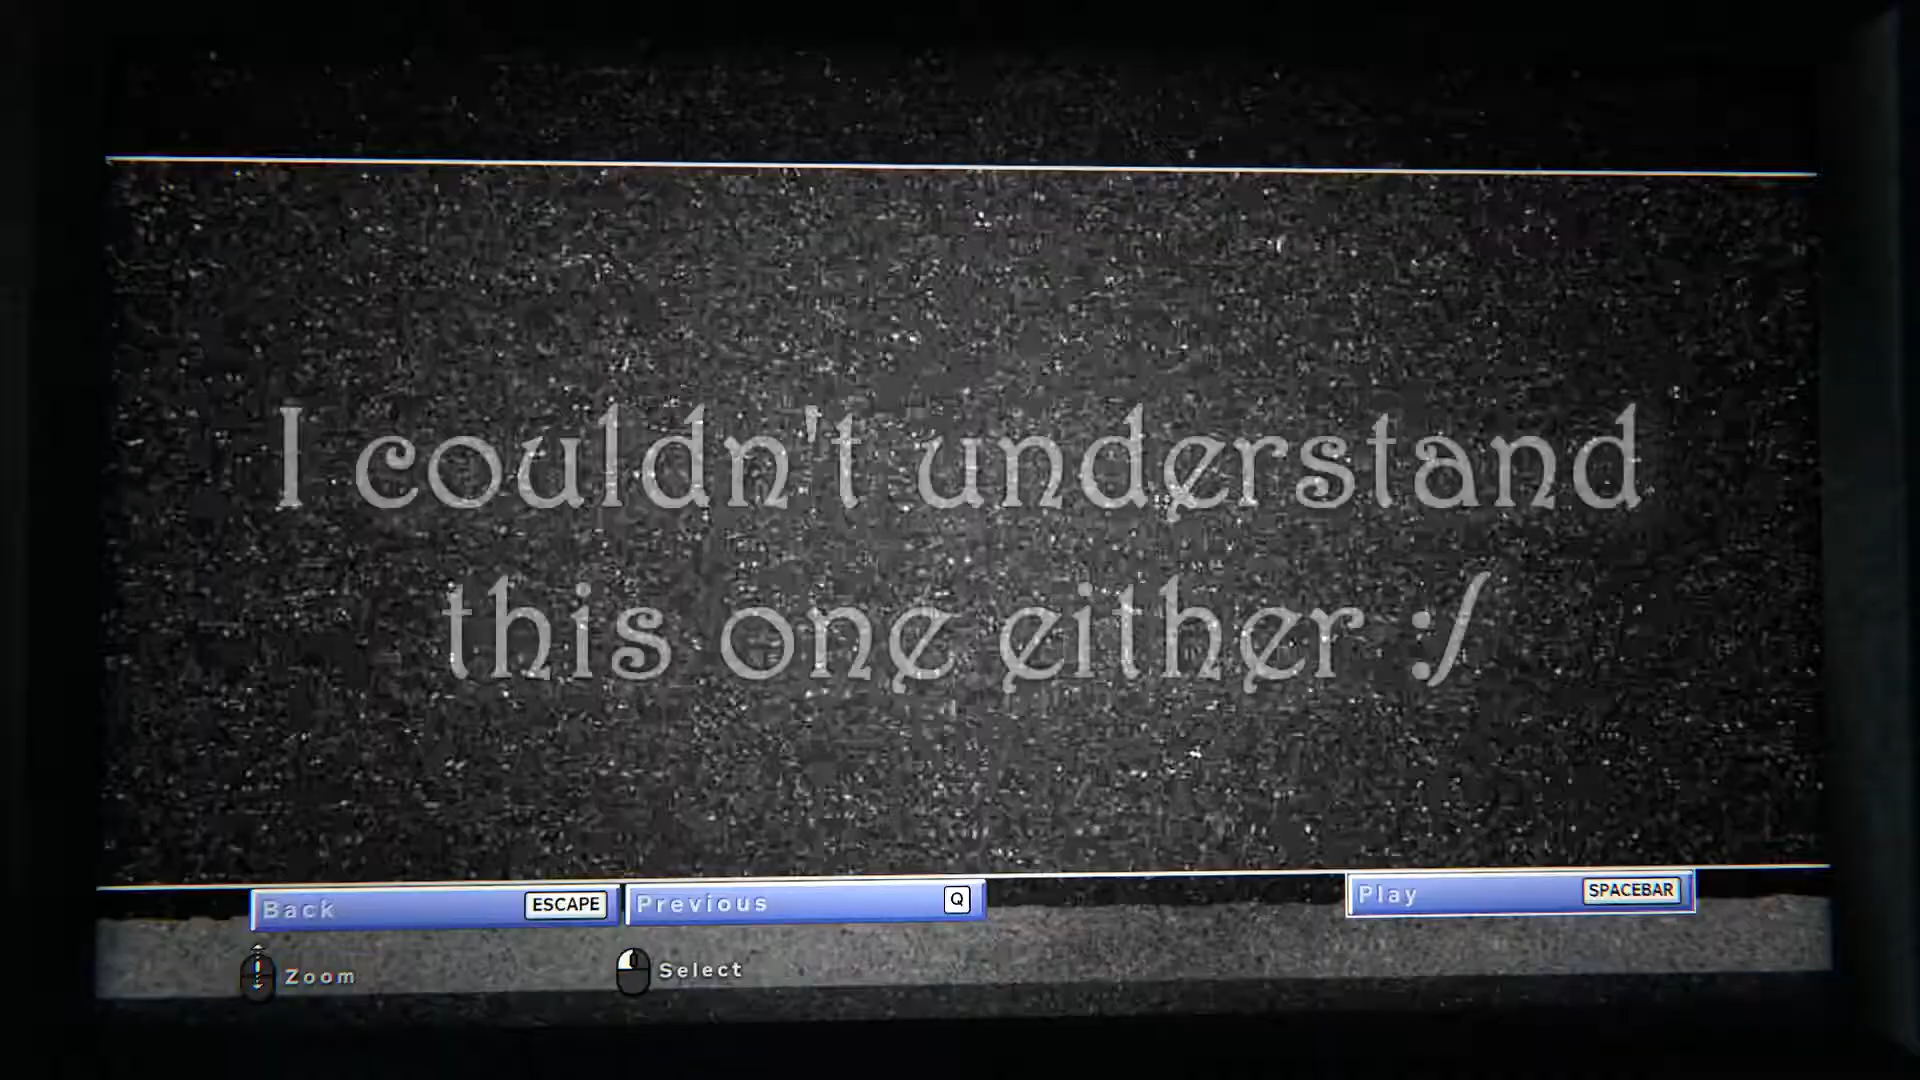 I couldn't understand
this one either :/
Back ESCAPE
Previous Q
Play SPACEBAR
Zoom
Select